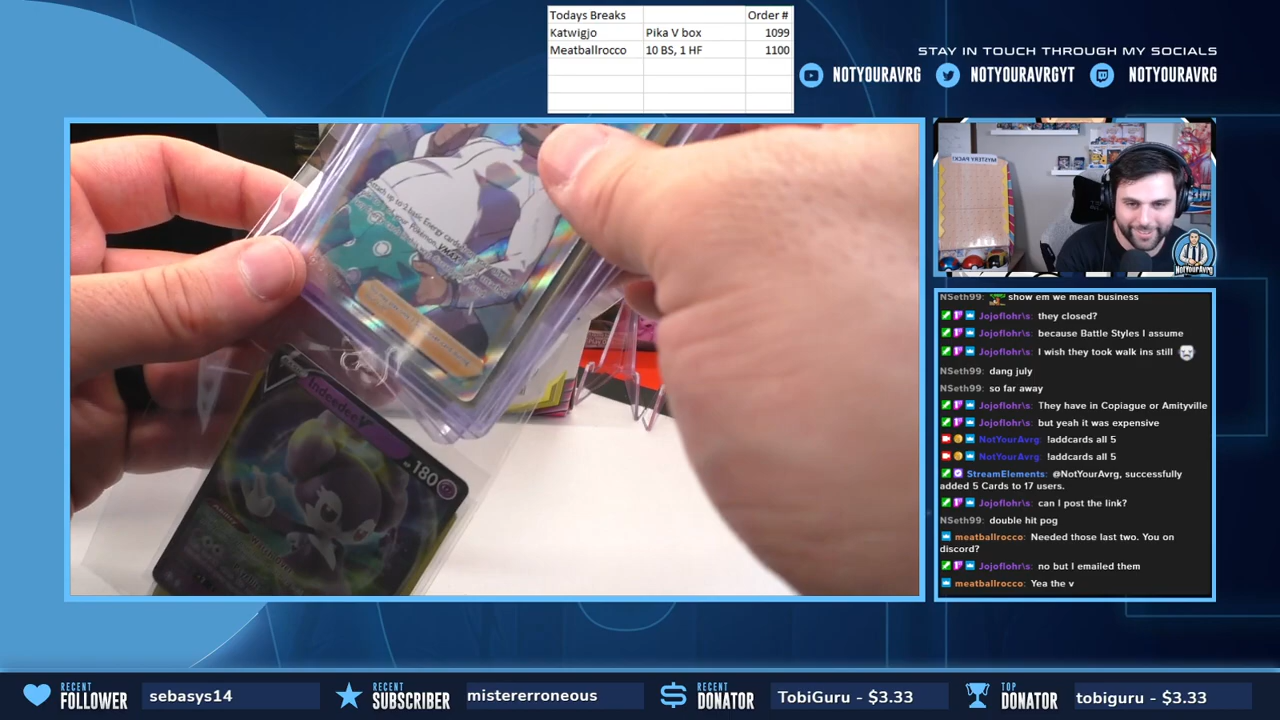 Todays Breaks Order #
Katwigjo Pika V box 1099
Meatballrocco 10 BS, 1 HF 1100
STAY IN TOUCH THROUGH MY SOCIALS
NOTYOURAVRG NOTYOURAVRGYT NOTYOURAVRG
VMAX
Indeedee V
180
NotYourAvrg
NSeth99: show em we mean business
Jojoflohr\s: they closed?
Jojoflohr\s: because Battle Styles I assume
Jojoflohr\s: I wish they took walk ins still
NSeth99: dang july
NSeth99: so far away
Jojoflohr\s: They have in Copiague or Amityville
Jojoflohr\s: but yeah it was expensive
NotYourAvrg: !addcards all 5
NotYourAvrg: !addcards all 5
StreamElements: @NotYourAvrg, successfully
added 5 Cards to 17 users.
Jojoflohr\s: can I post the link?
NSeth99: double hit pog
meatballrocco: Needed those last two. You on
discord?
Jojoflohr\s: no but I emailed them
meatballrocco: Yea the v
RECENT FOLLOWER sebasys14
RECENT SUBSCRIBER mistererroneous
RECENT DONATOR TobiGuru - $3.33
TOP DONATOR tobiguru - $3.33